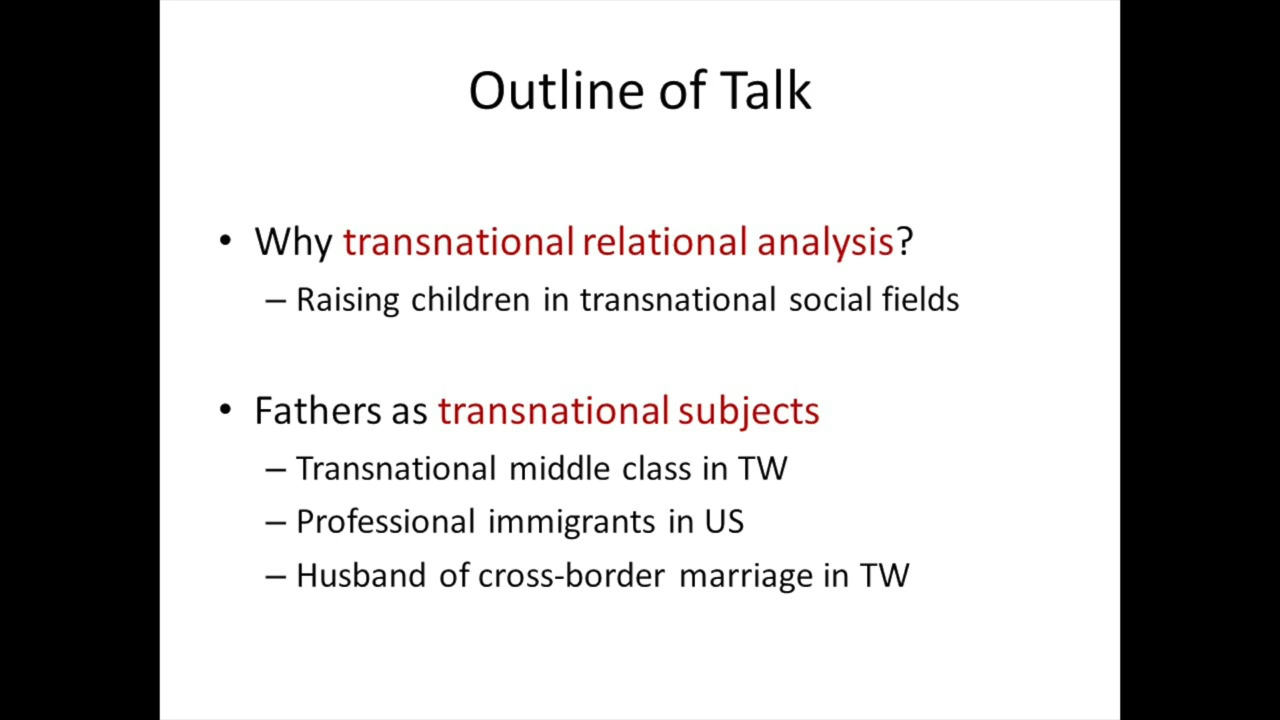 Outline of Talk
• Why transnational relational analysis?
– Raising children in transnational social fields
• Fathers as transnational subjects
– Transnational middle class in TW
– Professional immigrants in US
– Husband of cross-border marriage in TW